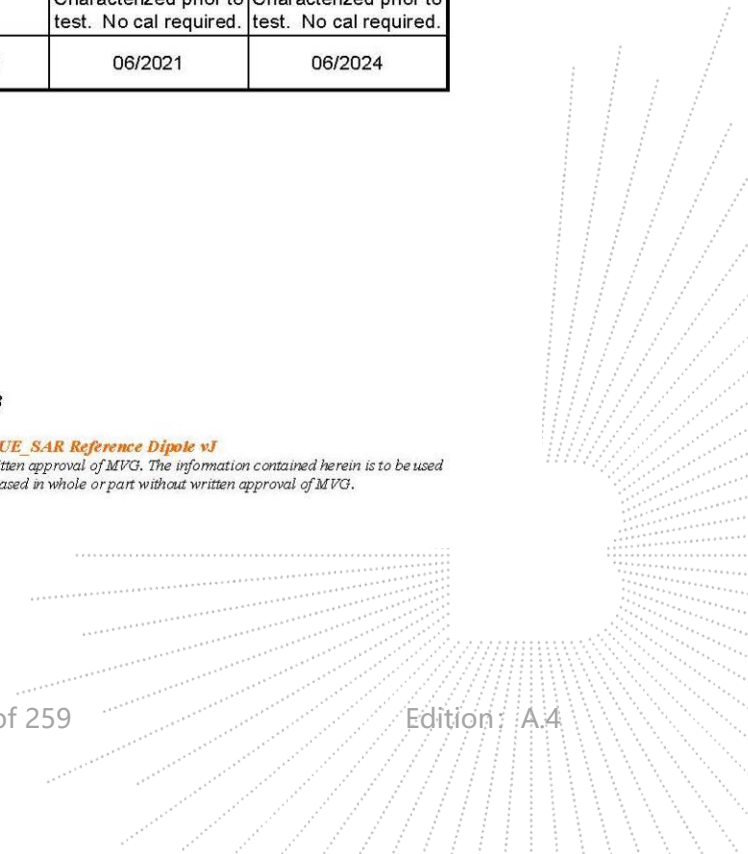 Characterized prior to Characterized prior to
test. No cal required. test. No cal required.
06/2021 06/2024
UE_SAR Reference Dipole vJ
approval of MVG. The information contained herein is to be used
in whole or part without written approval of MVG.
of 259 Edition: A.4